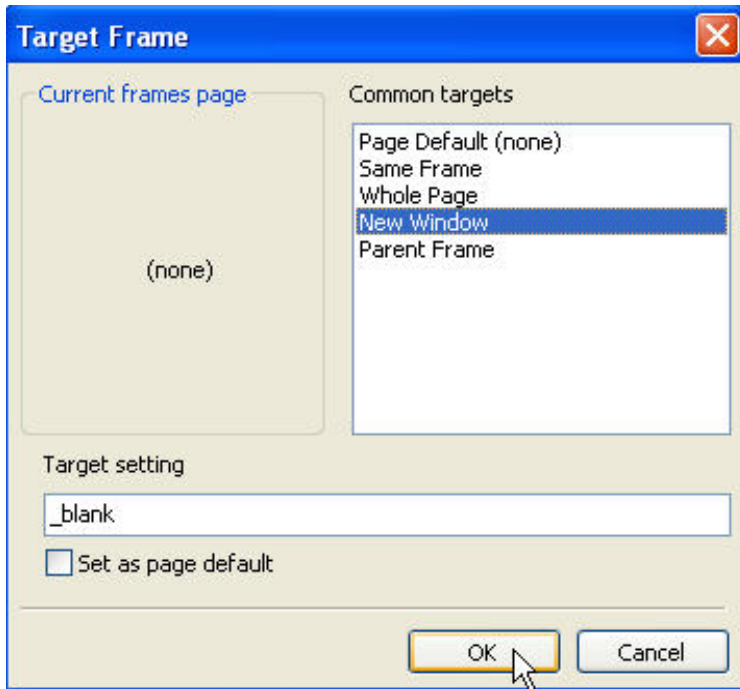 Target Frame
Current frames page
(none)
Common targets
Page Default (none)
Same Frame
Whole Page
New Window
Parent Frame
Target setting
_blank
Set as page default
OK
Cancel